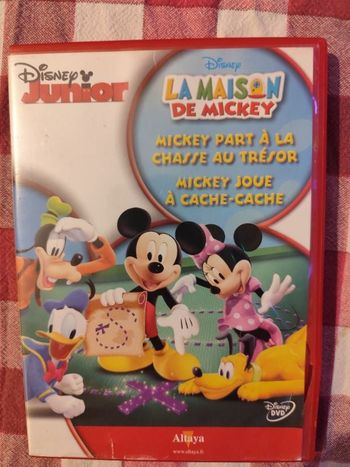 Disney
Junior
Disney
LA MAISON
DE MICKEY
MICKEY PART À LA
CHASSE AU TRÉSOR
MICKEY JOUE
À CACHE-CACHE
Disney
DVD
Altaya
www.altaya.fr